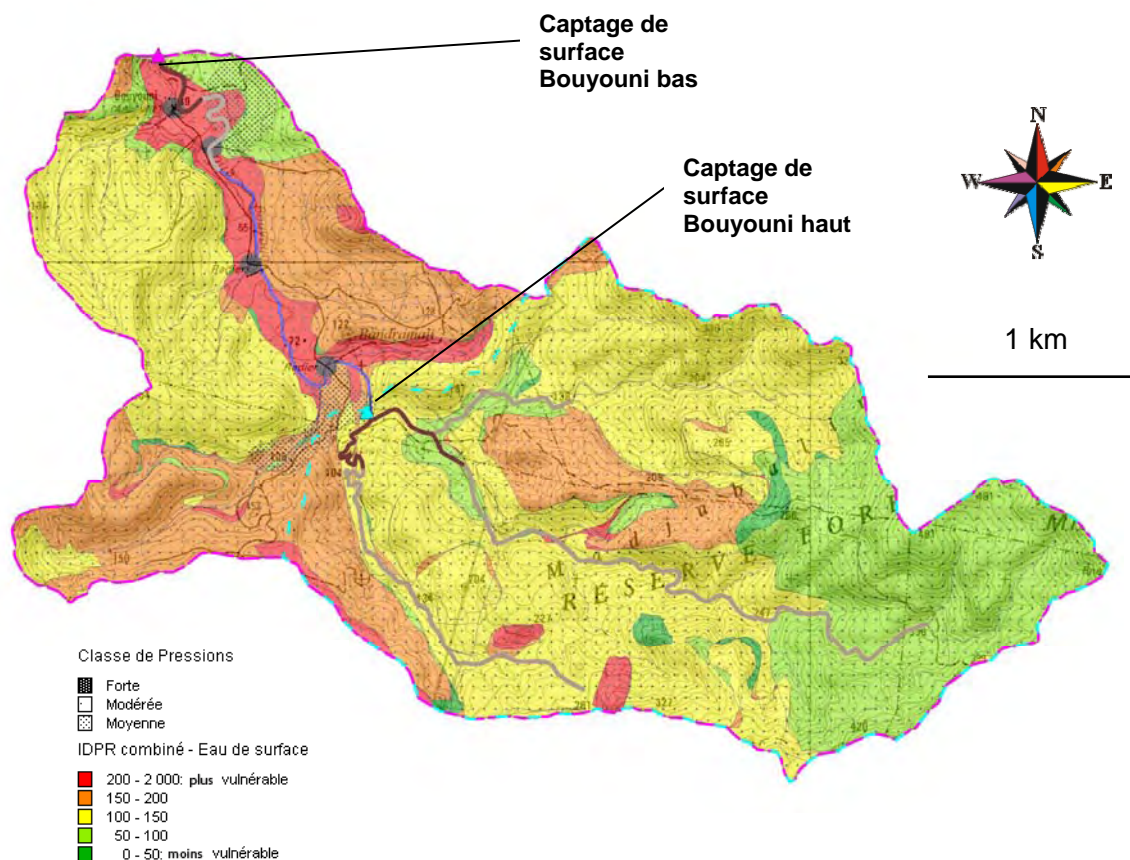 Captage de
surface
Bouyouni bas
Captage de
surface
Bouyouni haut
N
W E
S
1 km
Bandramaji
RÉSERVE
Classe de Pressions
Forte
Modérée
Moyenne
IDPR combiné - Eau de surface
200 - 2 000: plus vulnérable
150 - 200
100 - 150
50 - 100
0 - 50: moins vulnérable